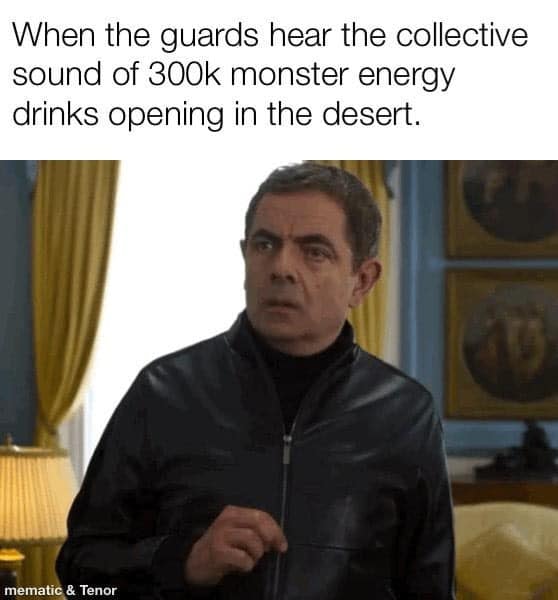 When the guards hear the collective
sound of 300k monster energy
drinks opening in the desert.
mematic & Tenor